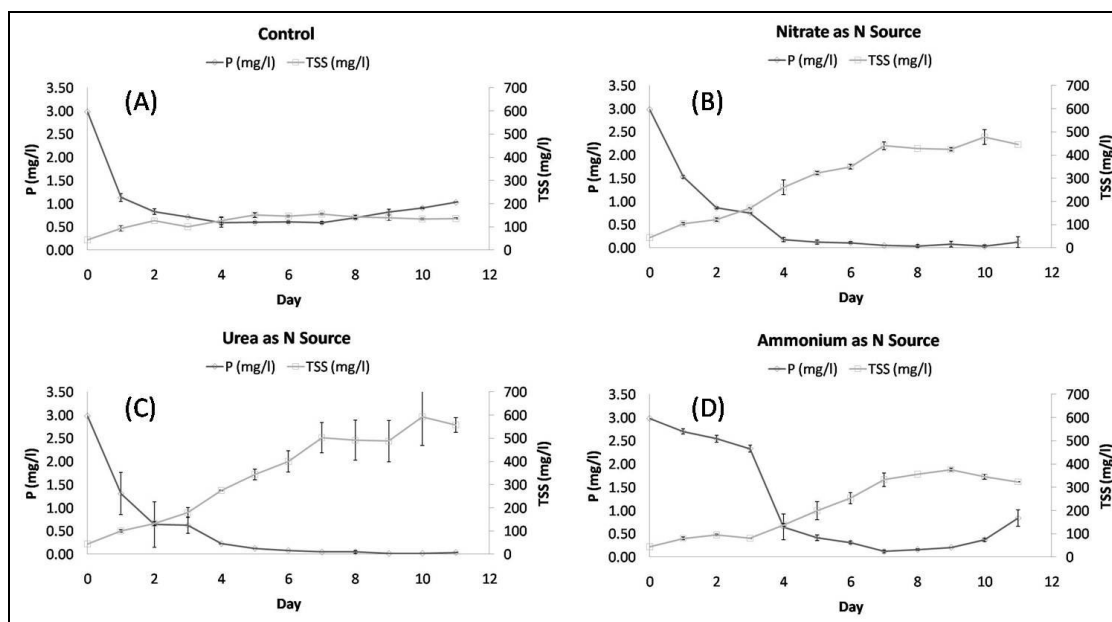 Control
P (mg/l) TSS (mg/l)
(A)
3.50
3.00
2.50
2.00
1.50
1.00
0.50
0.00
P (mg/l)
700
600
500
400
300
200
100
0
TSS (mg/l)
0 2 4 6 8 10 12
Day
Nitrate as N Source
P (mg/l) TSS (mg/l)
(B)
3.50
3.00
2.50
2.00
1.50
1.00
0.50
0.00
P (mg/l)
700
600
500
400
300
200
100
0
TSS (mg/l)
0 2 4 6 8 10 12
Day
Urea as N Source
P (mg/l) TSS (mg/l)
(C)
3.50
3.00
2.50
2.00
1.50
1.00
0.50
0.00
P (mg/l)
700
600
500
400
300
200
100
0
TSS (mg/l)
0 2 4 6 8 10 12
Day
Ammonium as N Source
P (mg/l) TSS (mg/l)
(D)
3.50
3.00
2.50
2.00
1.50
1.00
0.50
0.00
P (mg/l)
700
600
500
400
300
200
100
0
TSS (mg/l)
0 2 4 6 8 10 12
Day